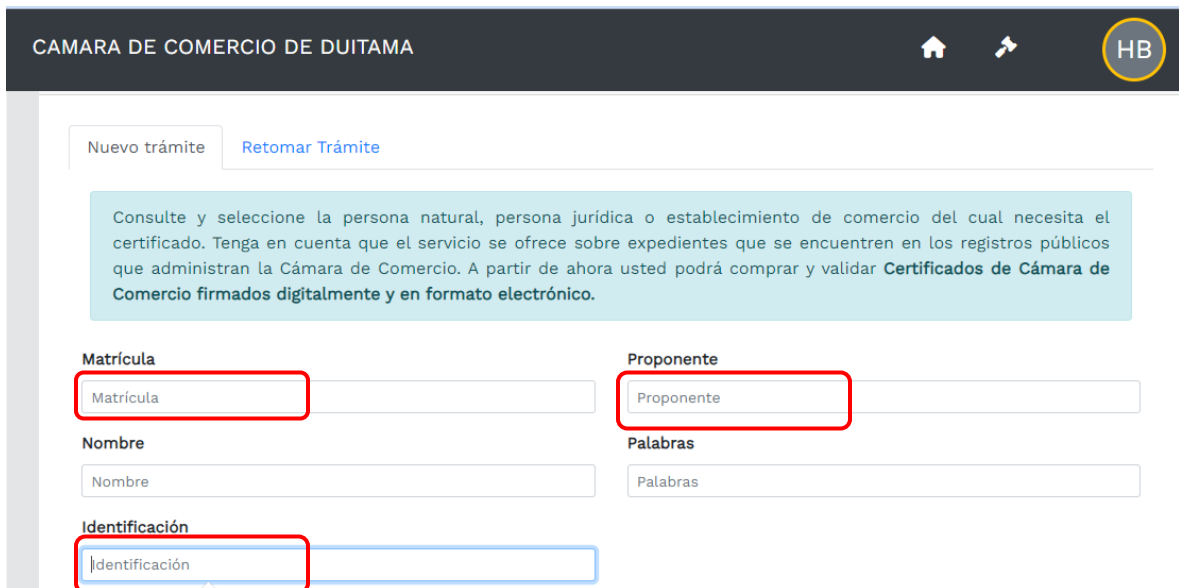 CAMARA DE COMERCIO DE DUITAMA
HB
Nuevo trámite
Retomar Trámite
Consulte y seleccione la persona natural, persona jurídica o establecimiento de comercio del cual necesita el
certificado. Tenga en cuenta que el servicio se ofrece sobre expedientes que se encuentren en los registros públicos
que administran la Cámara de Comercio. A partir de ahora usted podrá comprar y validar Certificados de Cámara de
Comercio firmados digitalmente y en formato electrónico.
Matrícula
Matrícula
Proponente
Proponente
Nombre
Nombre
Palabras
Palabras
Identificación
Identificación